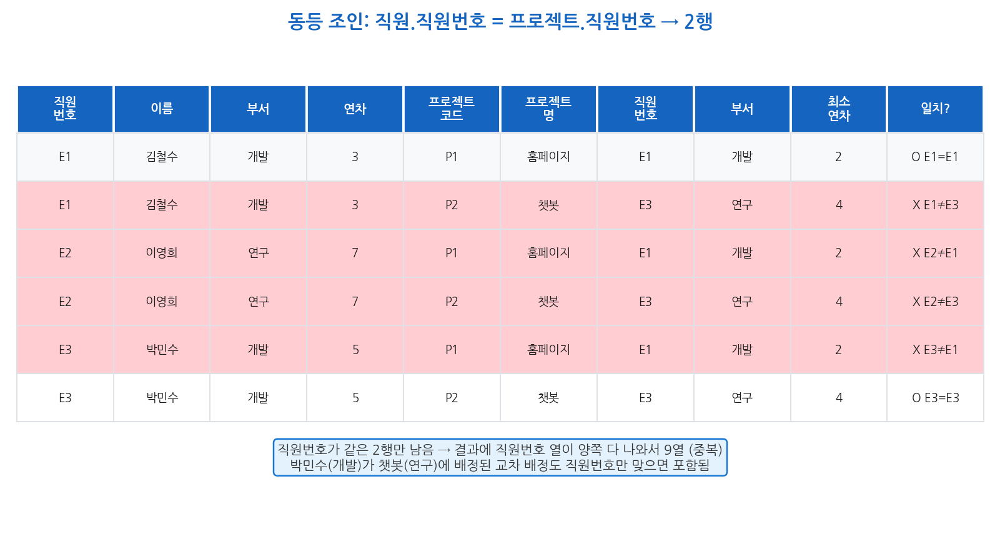 동등 조인: 직원.직원번호 = 프로젝트.직원번호 → 2행
직원 번호 이름 부서 연차 프로젝트 코드 프로젝트 명 직원 번호 부서 최소 연차 일치?
E1 김철수 개발 3 P1 홈페이지 E1 개발 2 O E1=E1
E1 김철수 개발 3 P2 챗봇 E3 연구 4 X E1≠E3
E2 이영희 연구 7 P1 홈페이지 E1 개발 2 X E2≠E1
E2 이영희 연구 7 P2 챗봇 E3 연구 4 X E2≠E3
E3 박민수 개발 5 P1 홈페이지 E1 개발 2 X E3≠E1
E3 박민수 개발 5 P2 챗봇 E3 연구 4 O E3=E3
직원번호가 같은 2행만 남음 → 결과에 직원번호 열이 양쪽 다 나와서 9열 (중복)
박민수(개발)가 챗봇(연구)에 배정된 교차 배정도 직원번호만 맞으면 포함됨